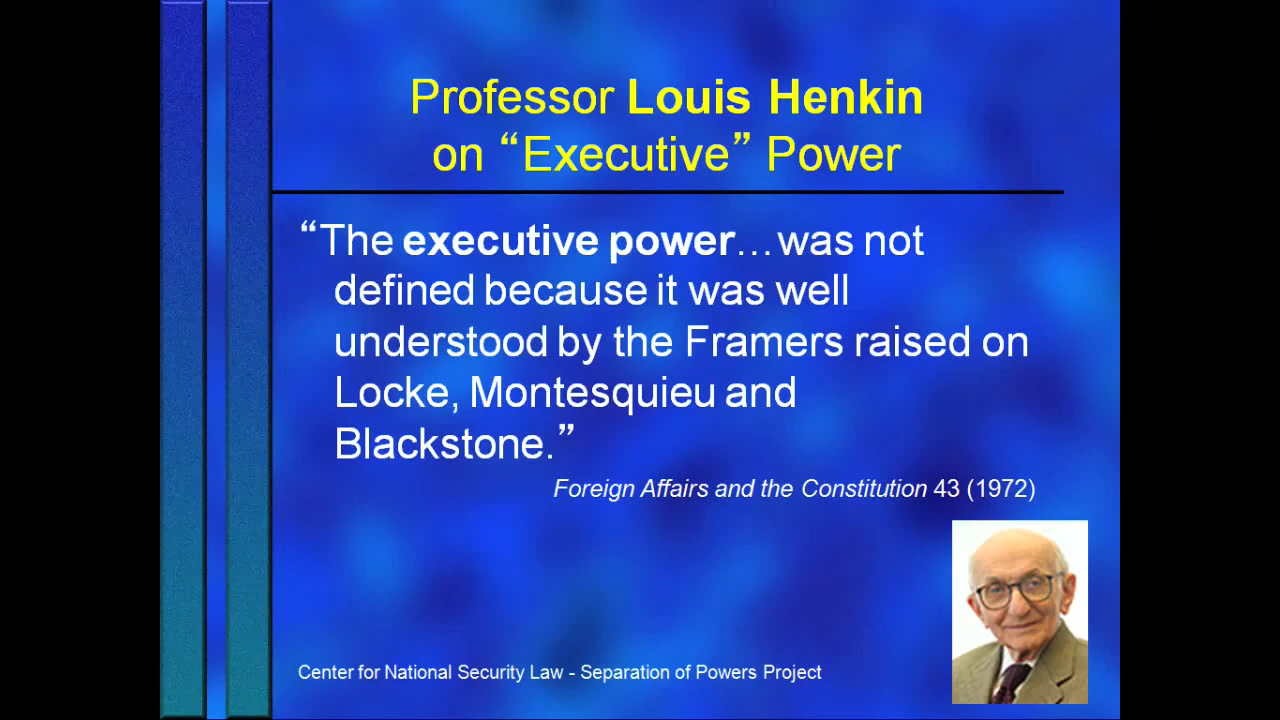 Professor Louis Henkin
on “Executive” Power
“The executive power…was not
defined because it was well
understood by the Framers raised on
Locke, Montesquieu and
Blackstone.”
Foreign Affairs and the Constitution 43 (1972)
Center for National Security Law - Separation of Powers Project